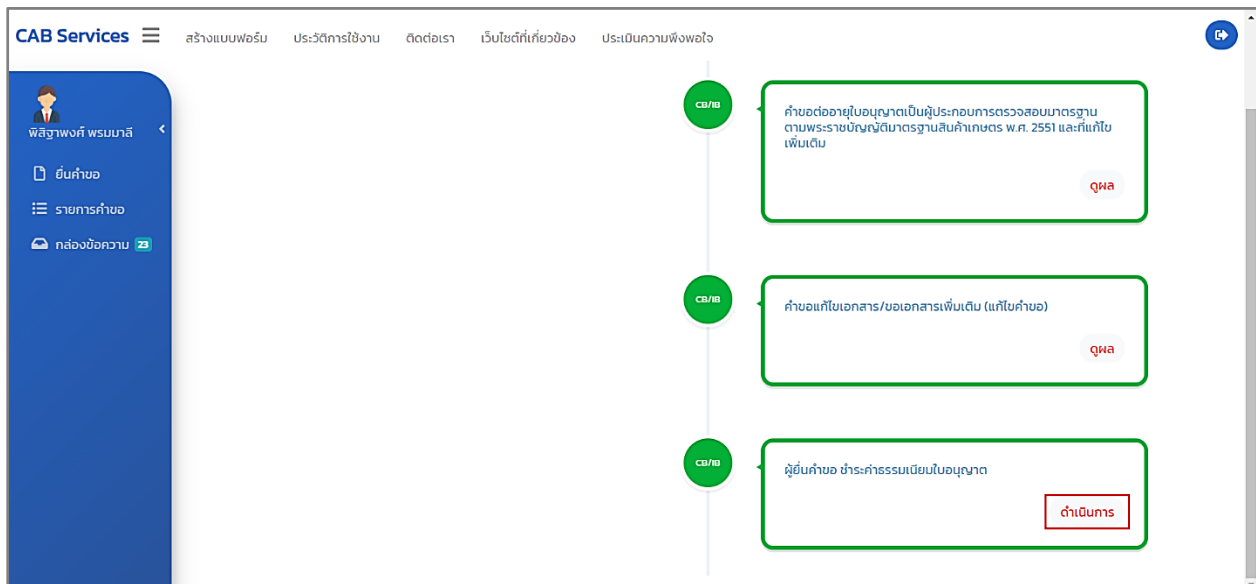 CAB Services สร้างแบบฟอร์ม ประวัติการใช้งาน ติดต่อเรา เว็บไซต์ที่เกี่ยวข้อง ประเมินความพึงพอใจ
พิสิฐาพงศ์ พรมมาลี
ยื่นคำขอ
รายการคำขอ
กล่องข้อความ 23
CB/IB
คำขอต่ออายุใบอนุญาตเป็นผู้ประกอบการตรวจสอบมาตรฐาน
ตามพระราชบัญญัติมาตรฐานสินค้าเกษตร พ.ศ. 2551 และที่แก้ไข
เพิ่มเติม
ดูผล
CB/IB
คำขอแก้ไขเอกสาร/ขอเอกสารเพิ่มเติม (แก้ไขคำขอ)
ดูผล
CB/IB
ผู้ยื่นคำขอ ชำระค่าธรรมเนียมใบอนุญาต
ดำเนินการ